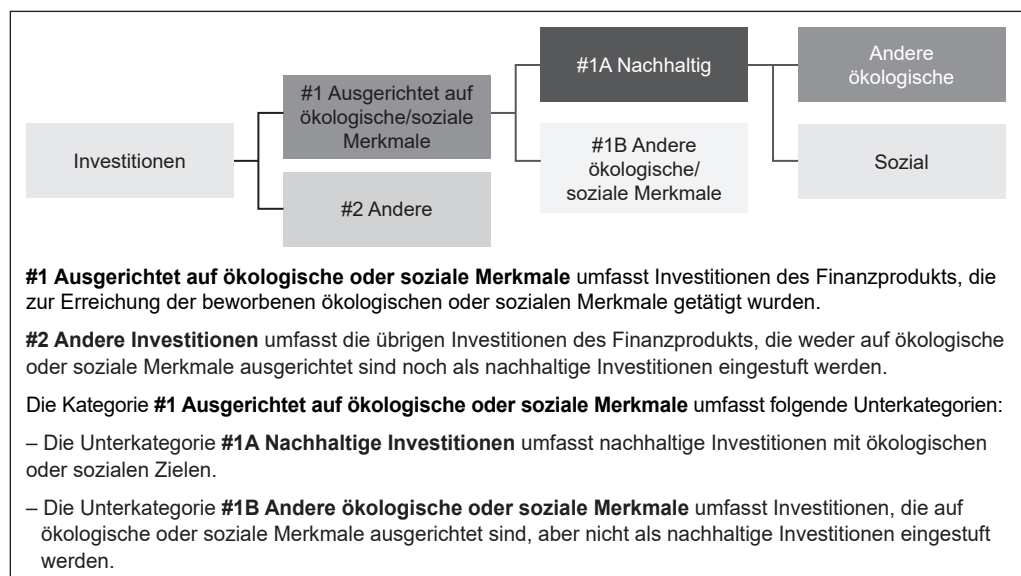 Investitionen
#1 Ausgerichtet auf
ökologische/soziale
Merkmale
#2 Andere
#1A Nachhaltig
#1B Andere
ökologische/
soziale Merkmale
Andere
ökologische
Sozial
#1 Ausgerichtet auf ökologische oder soziale Merkmale umfasst Investitionen des Finanzprodukts, die
zur Erreichung der beworbenen ökologischen oder sozialen Merkmale getätigt wurden.
#2 Andere Investitionen umfasst die übrigen Investitionen des Finanzprodukts, die weder auf ökologische
oder soziale Merkmale ausgerichtet sind noch als nachhaltige Investitionen eingestuft werden.
Die Kategorie #1 Ausgerichtet auf ökologische oder soziale Merkmale umfasst folgende Unterkategorien:
– Die Unterkategorie #1A Nachhaltige Investitionen umfasst nachhaltige Investitionen mit ökologischen
oder sozialen Zielen.
– Die Unterkategorie #1B Andere ökologische oder soziale Merkmale umfasst Investitionen, die auf
ökologische oder soziale Merkmale ausgerichtet sind, aber nicht als nachhaltige Investitionen eingestuft
werden.